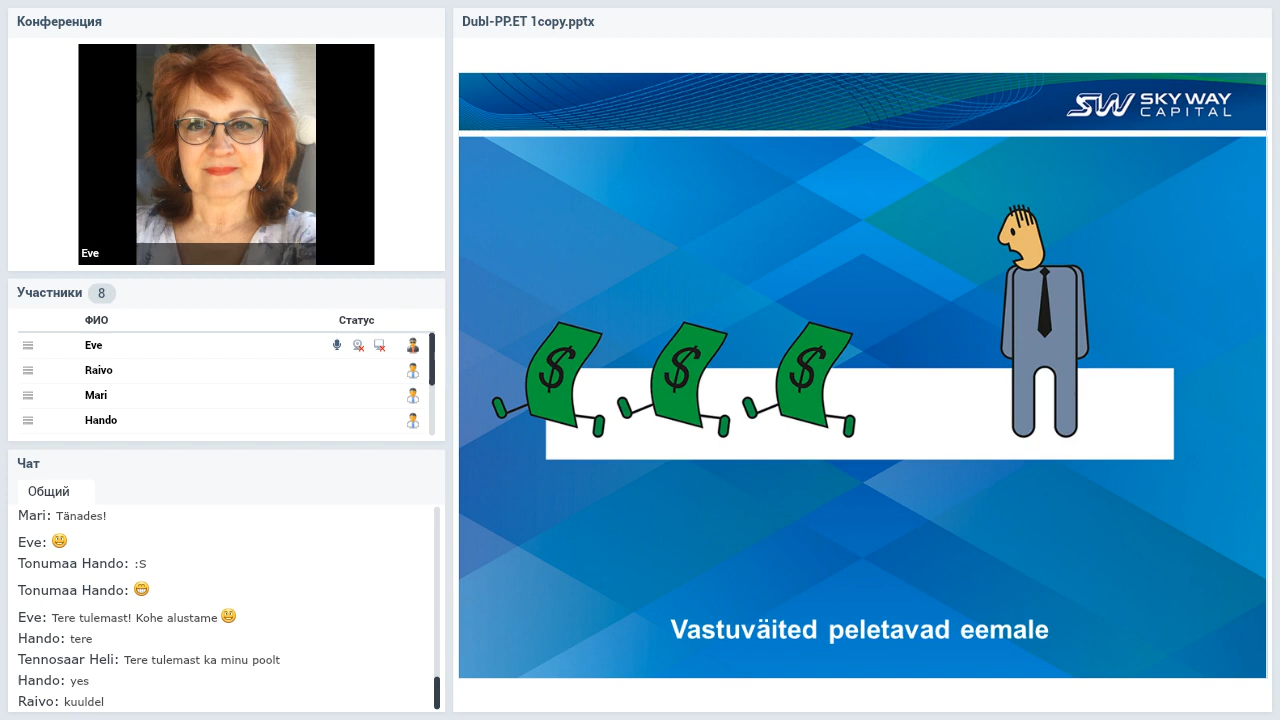 Конференция
Eve
Участники 8
ФИО Статус
Eve
Raivo
Mari
Hando
Чат
Общий
Mari: Tänades!
Eve:
Tonumaa Hando: :S
Tonumaa Hando:
Eve: Tere tulemast! Kohe alustame
Hando: tere
Tennosaar Heli: Tere tulemast ka minu poolt
Hando: yes
Raivo: kuuldel
Dubl-PP.ET 1copy.pptx
SW SKY WAY
CAPITAL
$ $ $
Vastuväited peletavad eemale